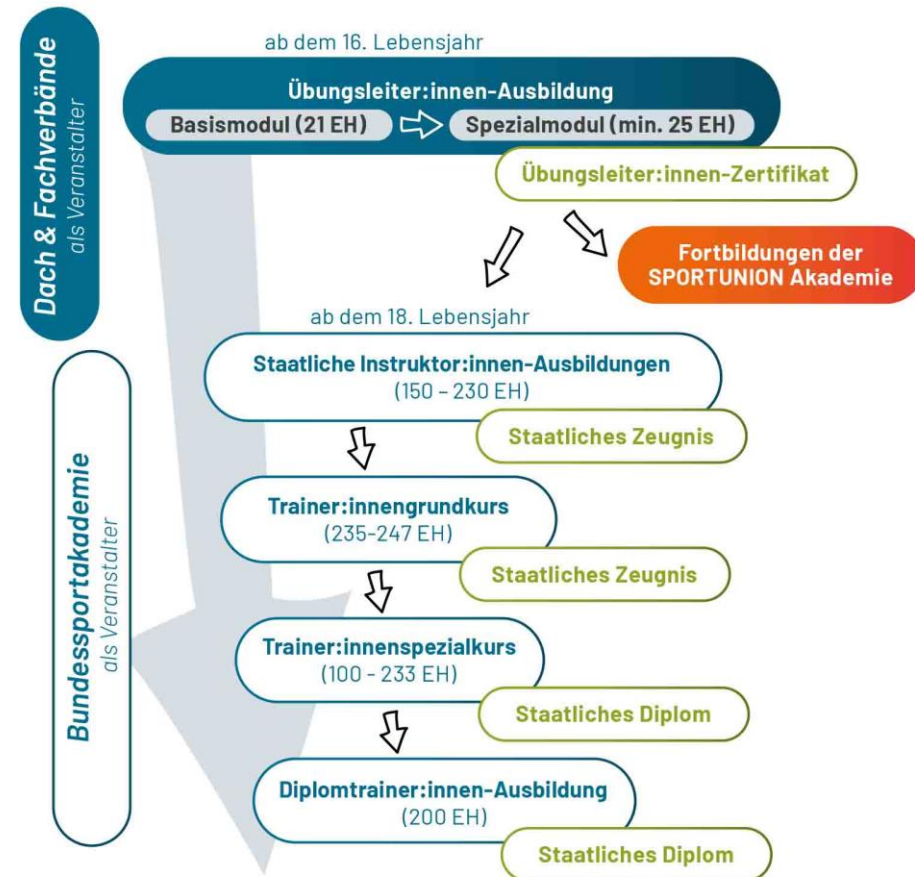 Dach & Fachverbände
als Veranstalter
ab dem 16. Lebensjahr
Übungsleiter:innen-Ausbildung
Basismodul (21 EH)
Spezialmodul (min. 25 EH)
Übungsleiter:innen-Zertifikat
Fortbildungen der
SPORTUNION Akademie
Bundessportakademie
als Veranstalter
ab dem 18. Lebensjahr
Staatliche Instruktor:innen-Ausbildungen
(150 – 230 EH)
Staatliches Zeugnis
Trainer:innengrundkurs
(235-247 EH)
Staatliches Zeugnis
Trainer:innenspezialkurs
(100 - 233 EH)
Staatliches Diplom
Diplomtrainer:innen-Ausbildung
(200 EH)
Staatliches Diplom